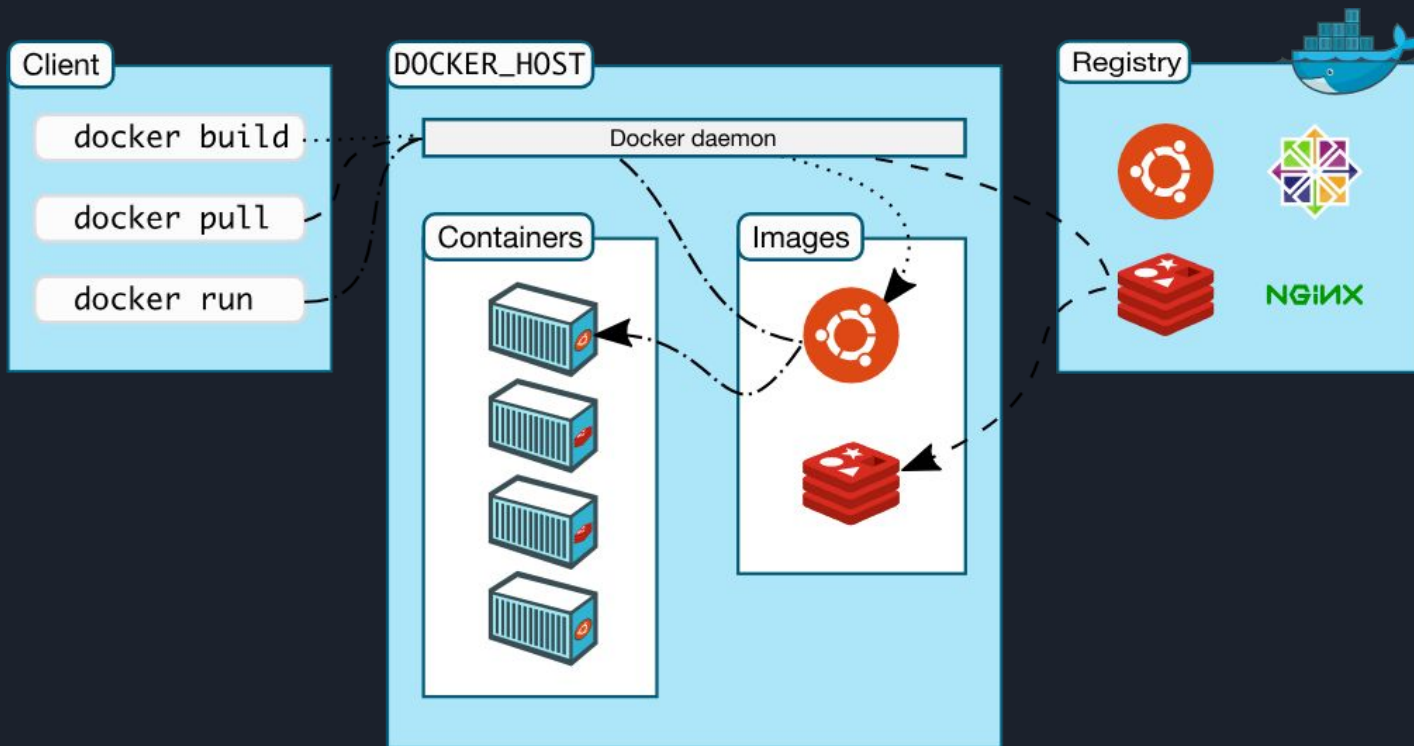 Client
docker build
docker pull
docker run
DOCKER_HOST
Docker daemon
Containers
Images
Registry
NGiNX